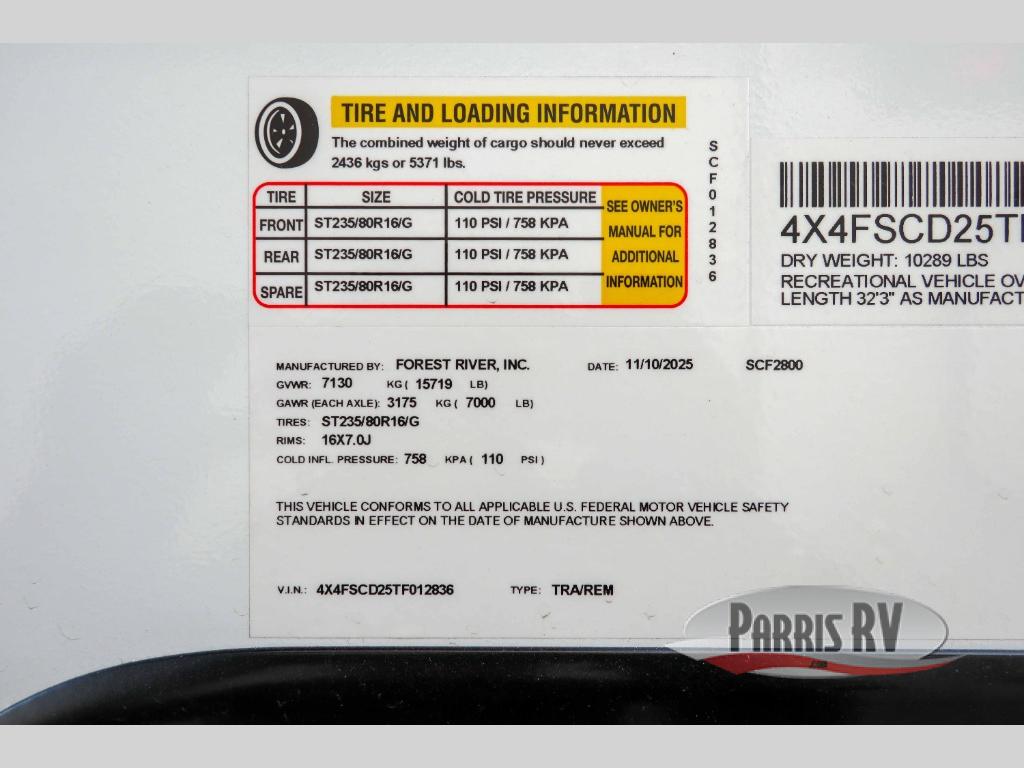 TIRE AND LOADING INFORMATION
The combined weight of cargo should never exceed
2436 kgs or 5371 lbs.
TIRE SIZE COLD TIRE PRESSURE SEE OWNER'S MANUAL FOR ADDITIONAL INFORMATION
FRONT ST235/80R16/G 110 PSI / 758 KPA
REAR ST235/80R16/G 110 PSI / 758 KPA
SPARE ST235/80R16/G 110 PSI / 758 KPA
SCF012836
4X4FSCD25T
DRY WEIGHT: 10289 LBS
RECREATIONAL VEHICLE OV
LENGTH 32'3" AS MANUFACT
MANUFACTURED BY: FOREST RIVER, INC. DATE: 11/10/2025 SCF2800
GVWR: 7130 KG ( 15719 LB)
GAWR (EACH AXLE): 3175 KG ( 7000 LB)
TIRES: ST235/80R16/G
RIMS: 16X7.0J
COLD INFL. PRESSURE: 758 KPA ( 110 PSI )
THIS VEHICLE CONFORMS TO ALL APPLICABLE U.S. FEDERAL MOTOR VEHICLE SAFETY
STANDARDS IN EFFECT ON THE DATE OF MANUFACTURE SHOWN ABOVE.
V.I.N.: 4X4FSCD25TF012836 TYPE: TRA/REM
PARRIS RV
.com